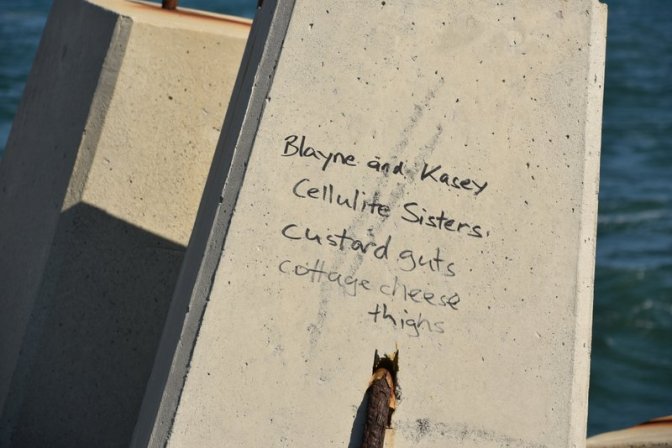 Blayne and Kasey
Cellulite Sisters.
Custard guts
cottage cheese
thighs